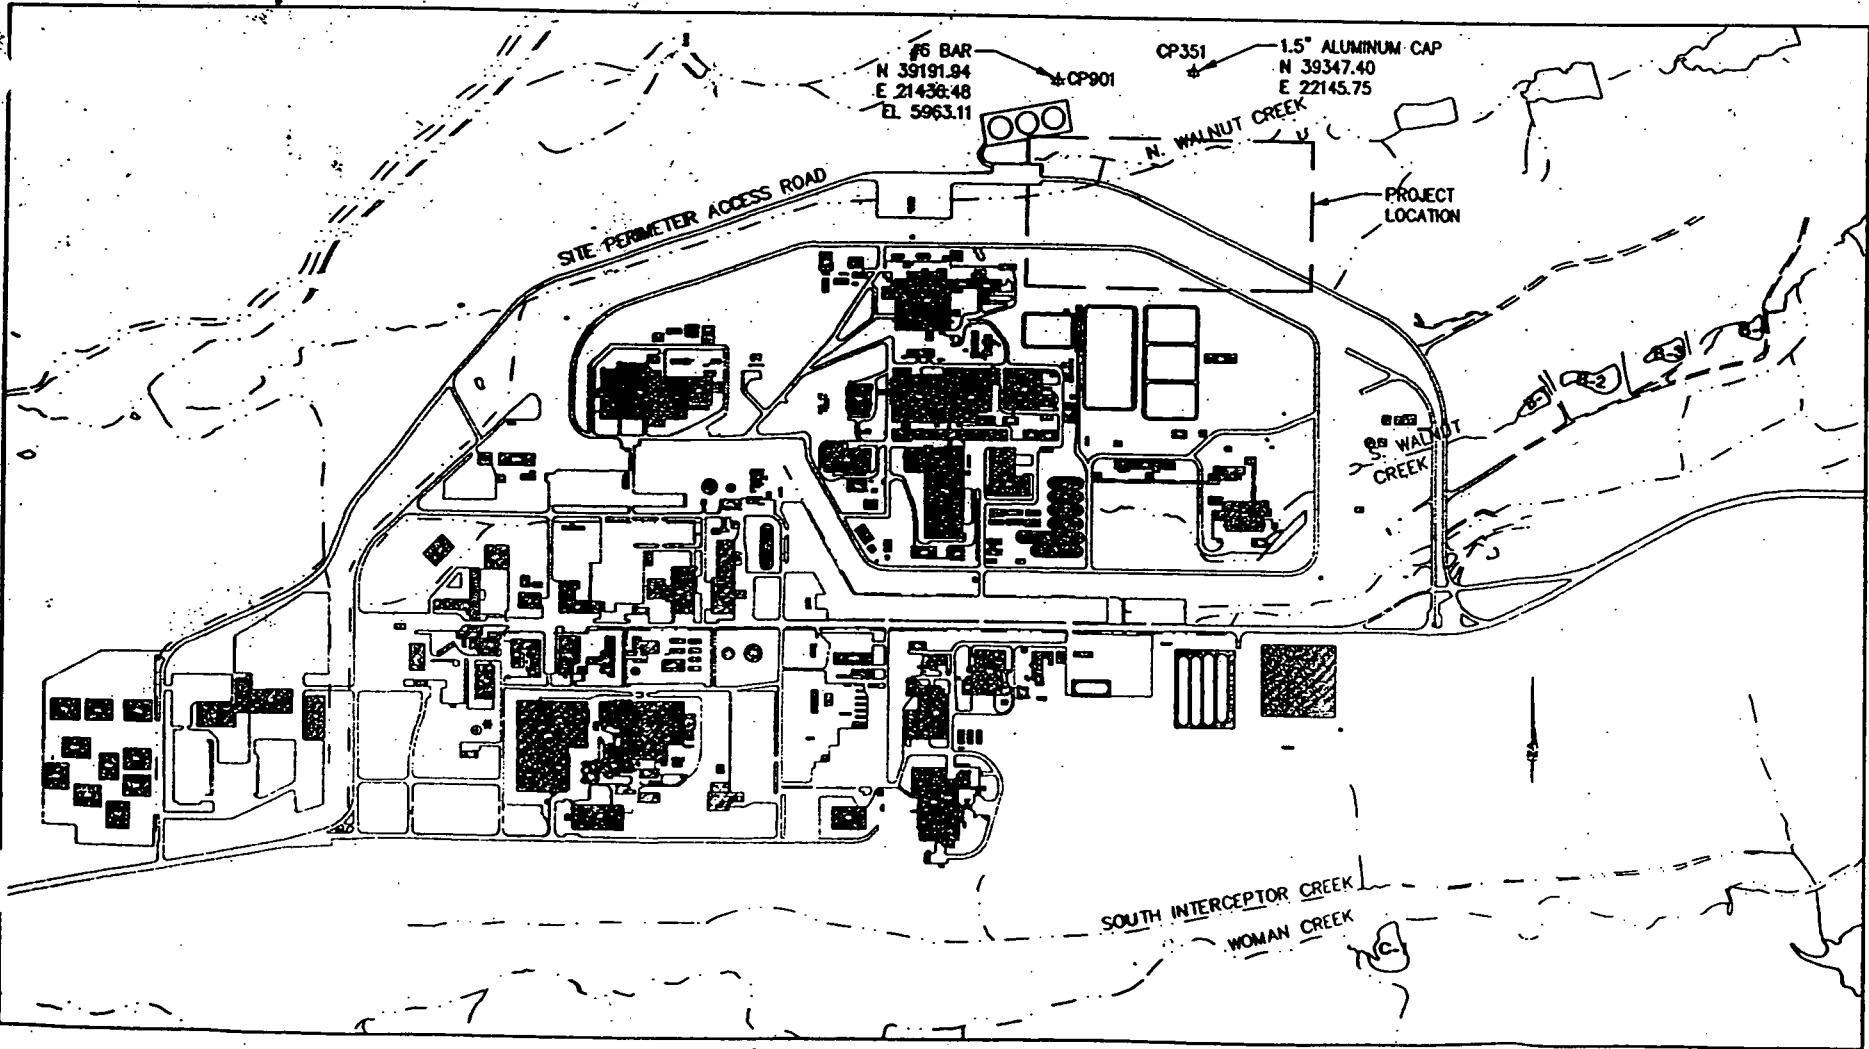 #6 BAR
N 39191.94
E 21436.48
EL 5963.11
CP901
CP351
1.5" ALUMINUM CAP
N 39347.40
E 22145.75
N. WALNUT CREEK
SITE PERIMETER ACCESS ROAD
PROJECT
LOCATION
B-2
S. WALNUT
CREEK
SOUTH INTERCEPTOR CREEK
WOMAN CREEK